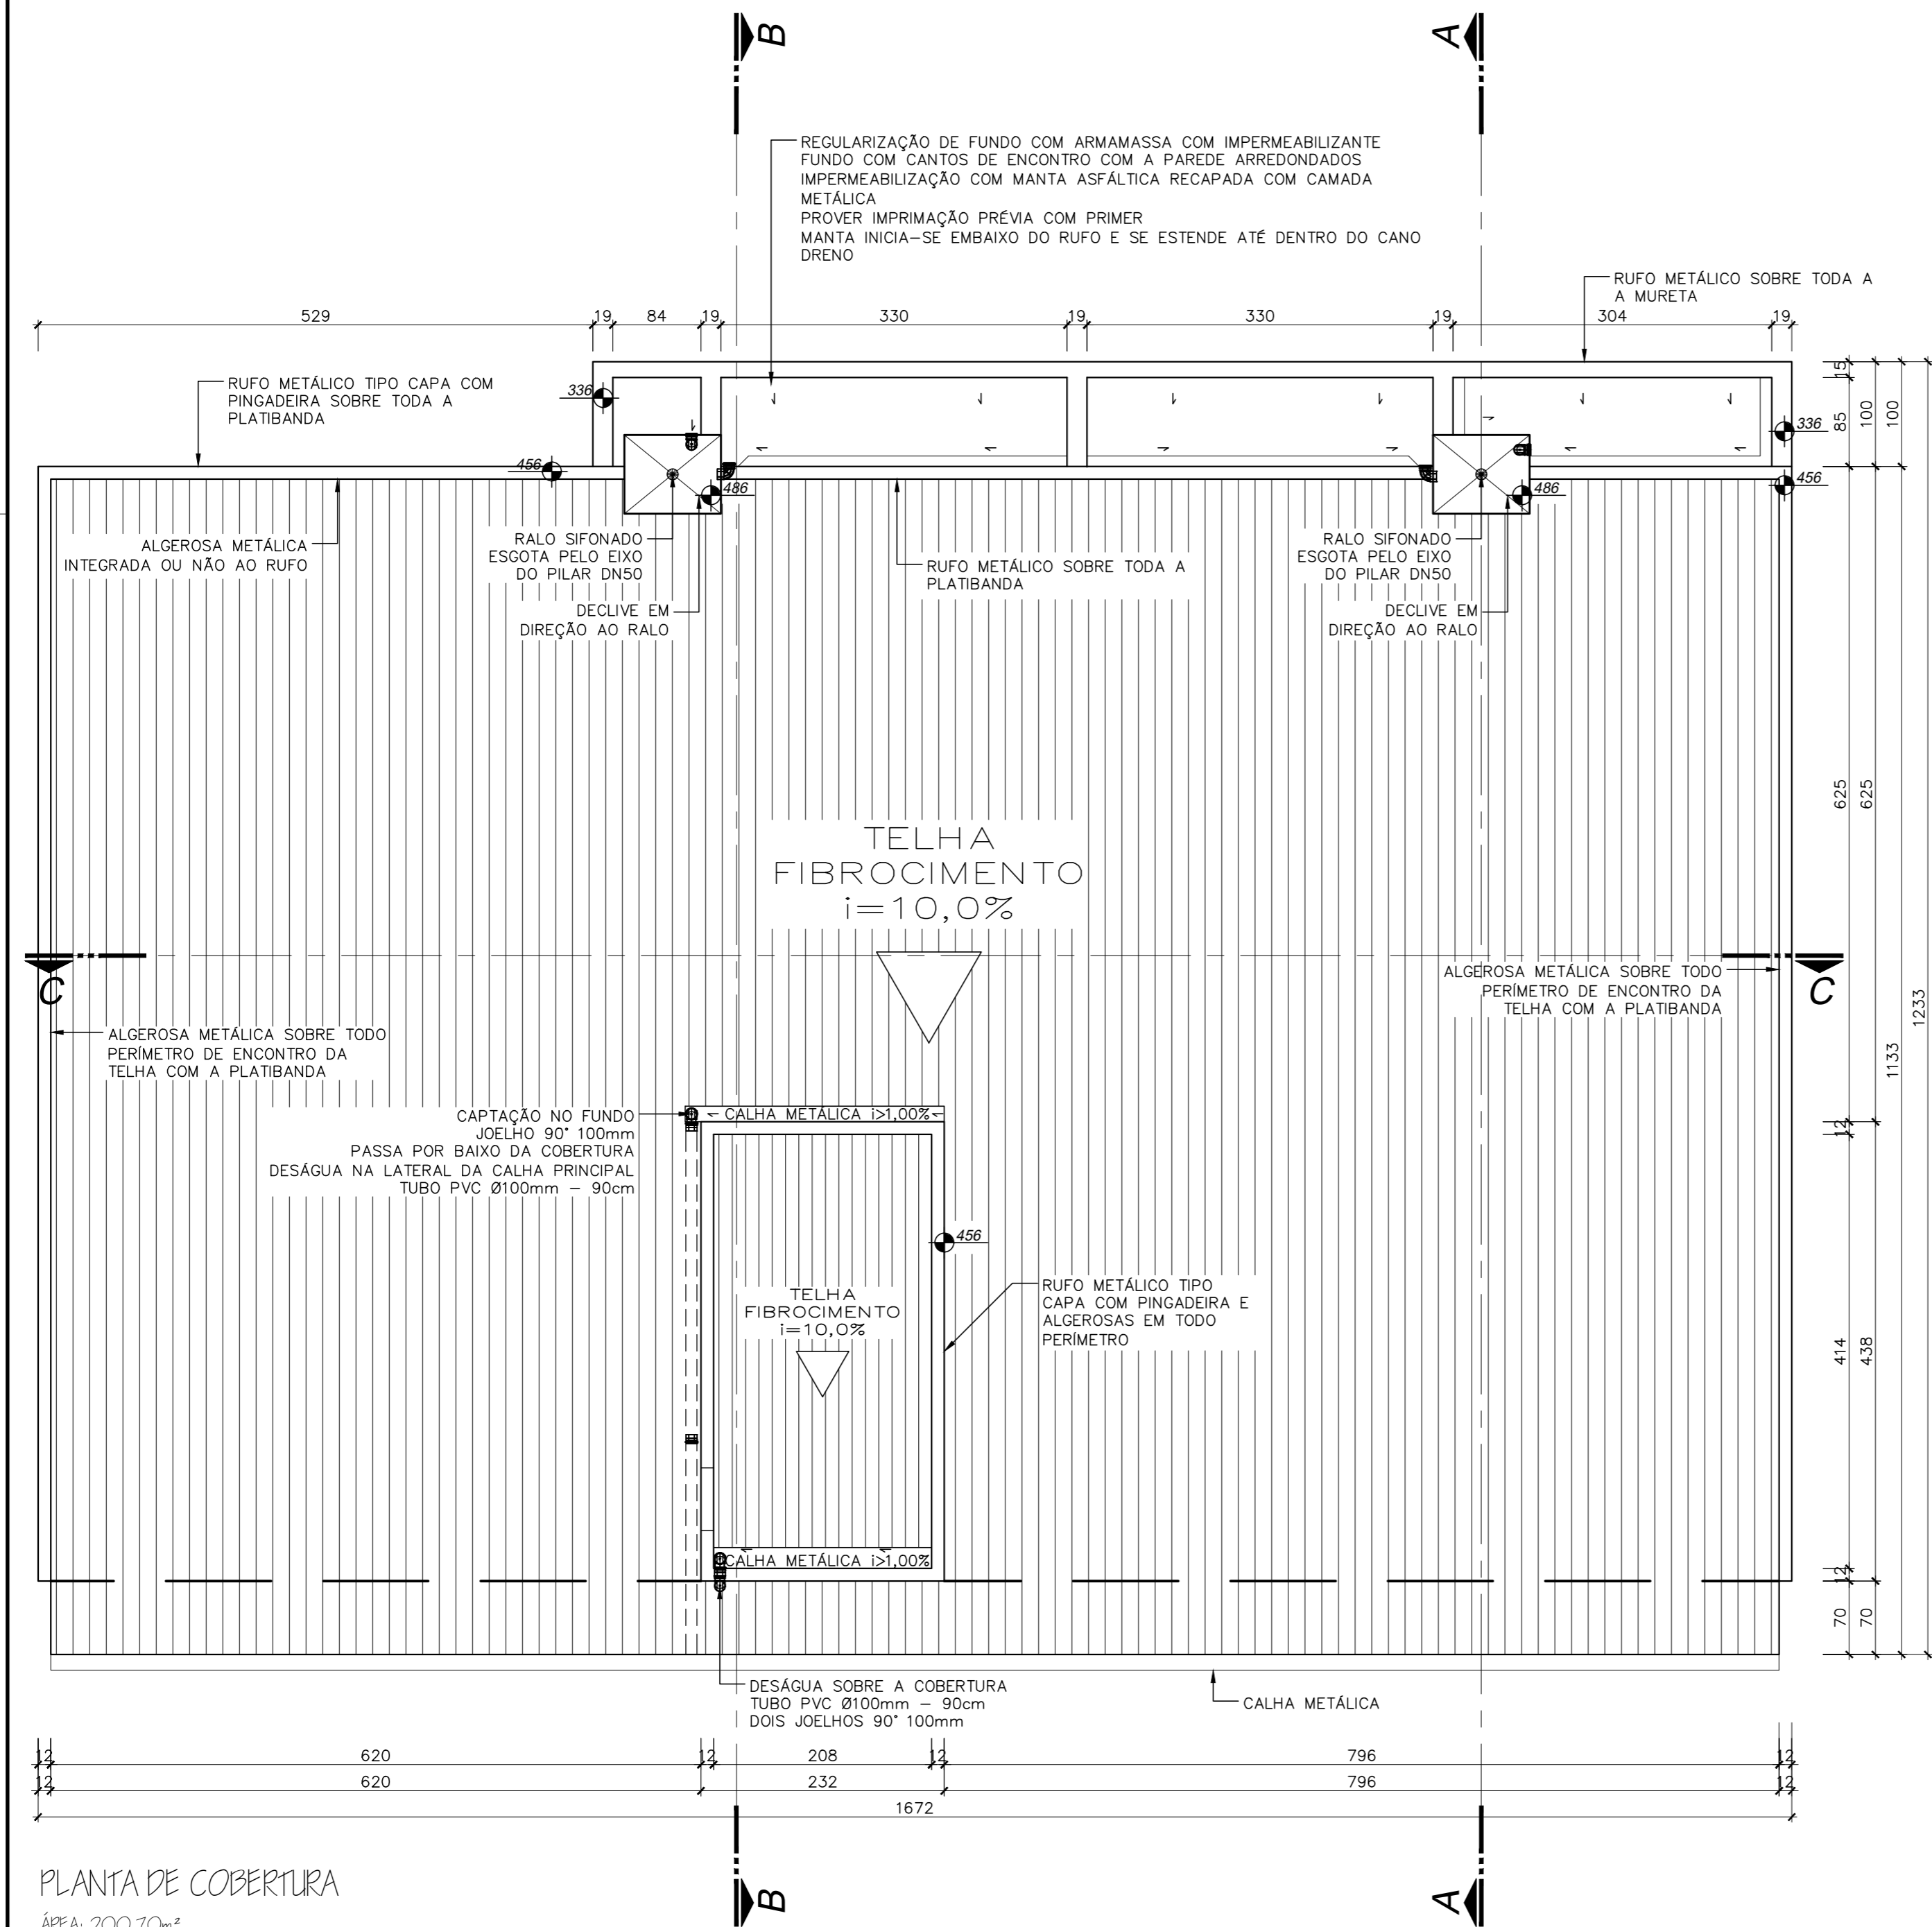 B
A
REGULARIZAÇÃO DE FUNDO COM ARMAMASSA COM IMPERMEABILIZANTE
FUNDO COM CANTOS DE ENCONTRO COM A PAREDE ARREDONDADOS
IMPERMEABILIZAÇÃO COM MANTA ASFÁLTICA RECAPADA COM CAMADA
METÁLICA
PROVER IMPRIMAÇÃO PRÉVIA COM PRIMER
MANTA INICIA-SE EMBAIXO DO RUFO E SE ESTENDE ATÉ DENTRO DO CANO
DRENO
RUFO METÁLICO SOBRE TODA A
A MURETA
529 19 84 19 330 19 330 19 304 19
RUFO METÁLICO TIPO CAPA COM
PINGADEIRA SOBRE TODA A
PLATIBANDA
336
336
456
456
486
486
15
85
100
100
ALGEROSA METÁLICA
INTEGRADA OU NÃO AO RUFO
RALO SIFONADO
ESGOTA PELO EIXO
DO PILAR DN50
DECLIVE EM
DIREÇÃO AO RALO
RUFO METÁLICO SOBRE TODA A
PLATIBANDA
RALO SIFONADO
ESGOTA PELO EIXO
DO PILAR DN50
DECLIVE EM
DIREÇÃO AO RALO
625
625
TELHA
FIBROCIMENTO
i=10,0%
C
C
ALGEROSA METÁLICA SOBRE TODO
PERÍMETRO DE ENCONTRO DA
TELHA COM A PLATIBANDA
ALGEROSA METÁLICA SOBRE TODO
PERÍMETRO DE ENCONTRO DA
TELHA COM A PLATIBANDA
1233
1133
CAPTAÇÃO NO FUNDO
JOELHO 90° 100mm
PASSA POR BAIXO DA COBERTURA
DESÁGUA NA LATERAL DA CALHA PRINCIPAL
TUBO PVC Ø100mm - 90cm
CALHA METÁLICA i>1,00%
12
456
TELHA
FIBROCIMENTO
i=10,0%
RUFO METÁLICO TIPO
CAPA COM PINGADEIRA E
ALGEROSAS EM TODO
PERÍMETRO
414
438
CALHA METÁLICA i>1,00%
12
70
70
DESÁGUA SOBRE A COBERTURA
TUBO PVC Ø100mm - 90cm
DOIS JOELHOS 90° 100mm
CALHA METÁLICA
12 620 12 208 12 796 12
12 620 232 796 12
1672
PLANTA DE COBERTURA
ÁREA: 200,70m²
B
A